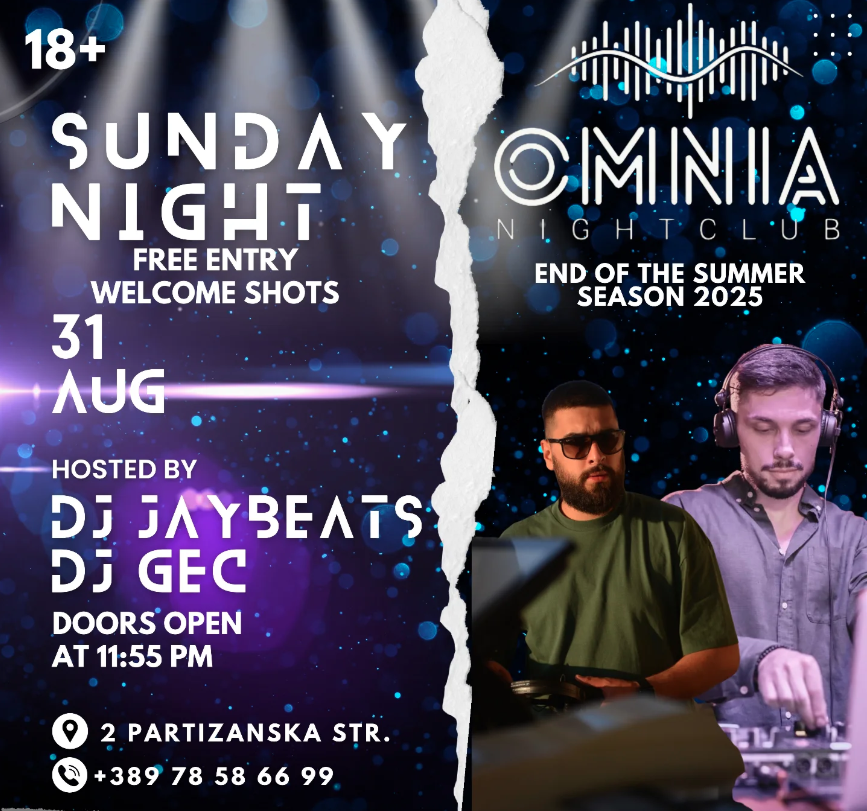 18+
SUNDAY
NIGHT
FREE ENTRY
WELCOME SHOTS
31
AUG
HOSTED BY
DJ JAYBEATS
DJ GEC
DOORS OPEN
AT 11:55 PM
2 PARTIZANSKA STR.
+389 78 58 66 99
OMNIA
NIGHTCLUB
END OF THE SUMMER
SEASON 2025